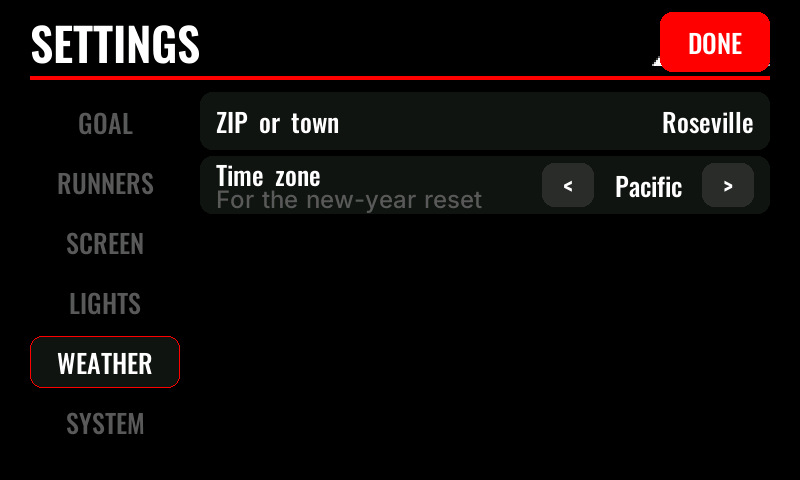 SETTINGS
DONE
GOAL
RUNNERS
SCREEN
LIGHTS
WEATHER
SYSTEM
ZIP or town
Roseville
Time zone
For the new-year reset
< Pacific >